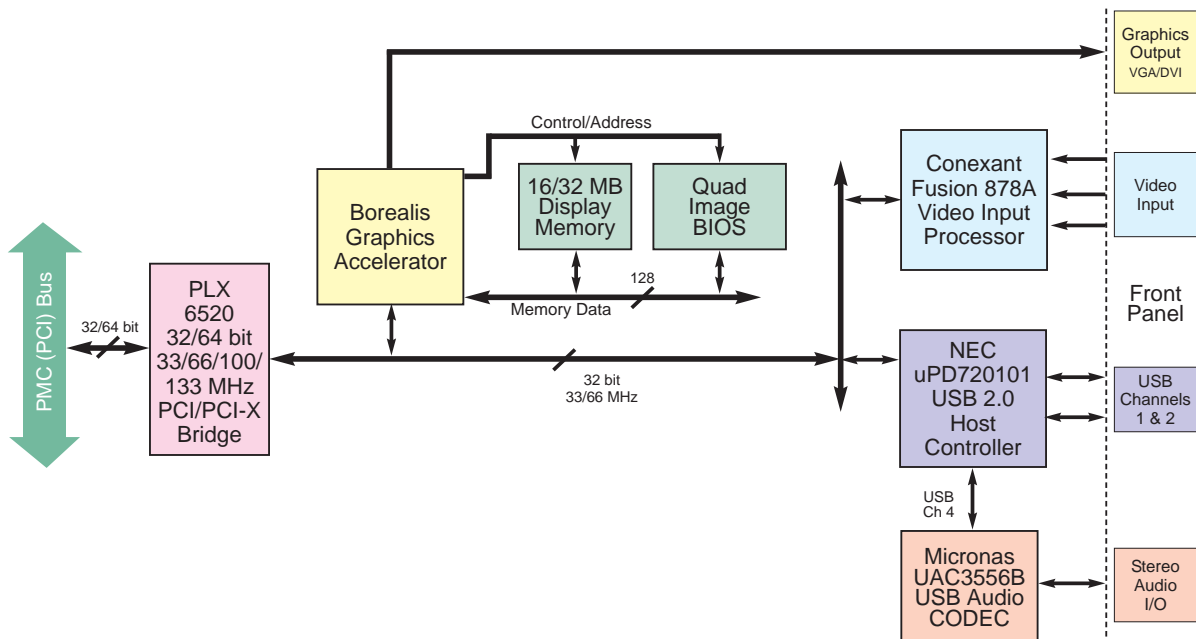 Graphics
Output
VGA/DVI
Control/Address
Borealis
Graphics
Accelerator
16/32 MB
Display
Memory
Quad
Image
BIOS
Conexant
Fusion 878A
Video Input
Processor
Video
Input
128
Memory Data
PMC (PCI) Bus
32/64 bit
PLX
6520
32/64 bit
33/66/100/
133 MHz
PCI/PCI-X
Bridge
32 bit
33/66 MHz
Front
Panel
NEC
uPD720101
USB 2.0
Host
Controller
USB
Channels
1 & 2
USB
Ch 4
Micronas
UAC3556B
USB Audio
CODEC
Stereo
Audio
I/O